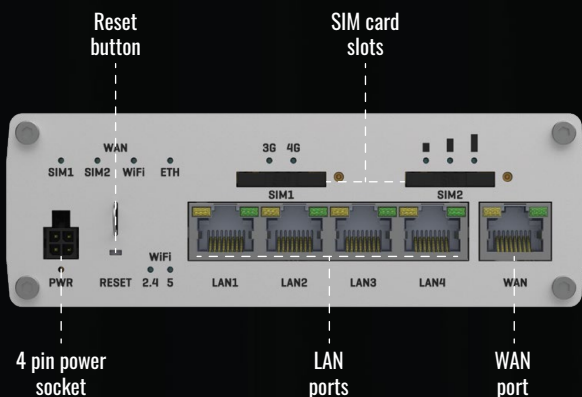 Reset
button
SIM card
slots
WAN
3G 4G
SIM1 SIM2 WiFi ETH
SIM1
SIM2
WiFi
PWR RESET 2.4 5 LAN1 LAN2 LAN3 LAN4 WAN
4 pin power
socket
LAN
ports
WAN
port